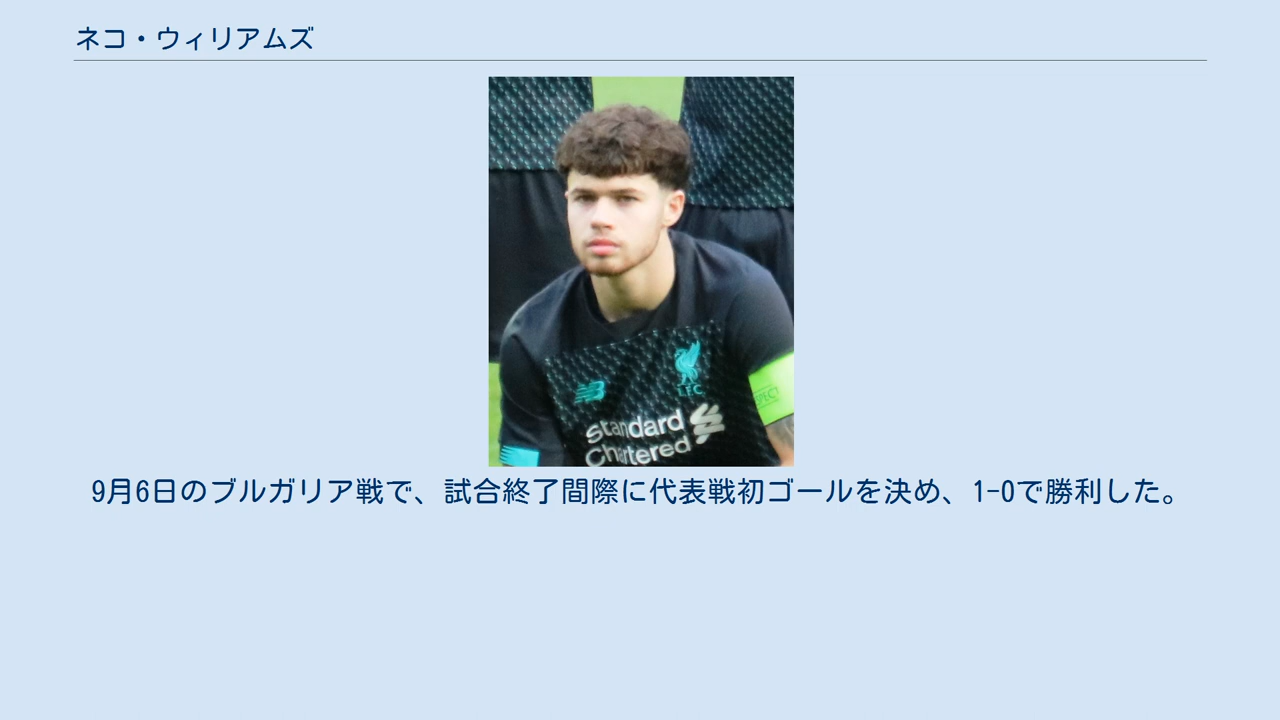 ネコ・ウィリアムズ
L.F.C
Standard
Chartered
9月6日のブルガリア戦で、試合終了間際に代表戦初ゴールを決め、1-0で勝利した。